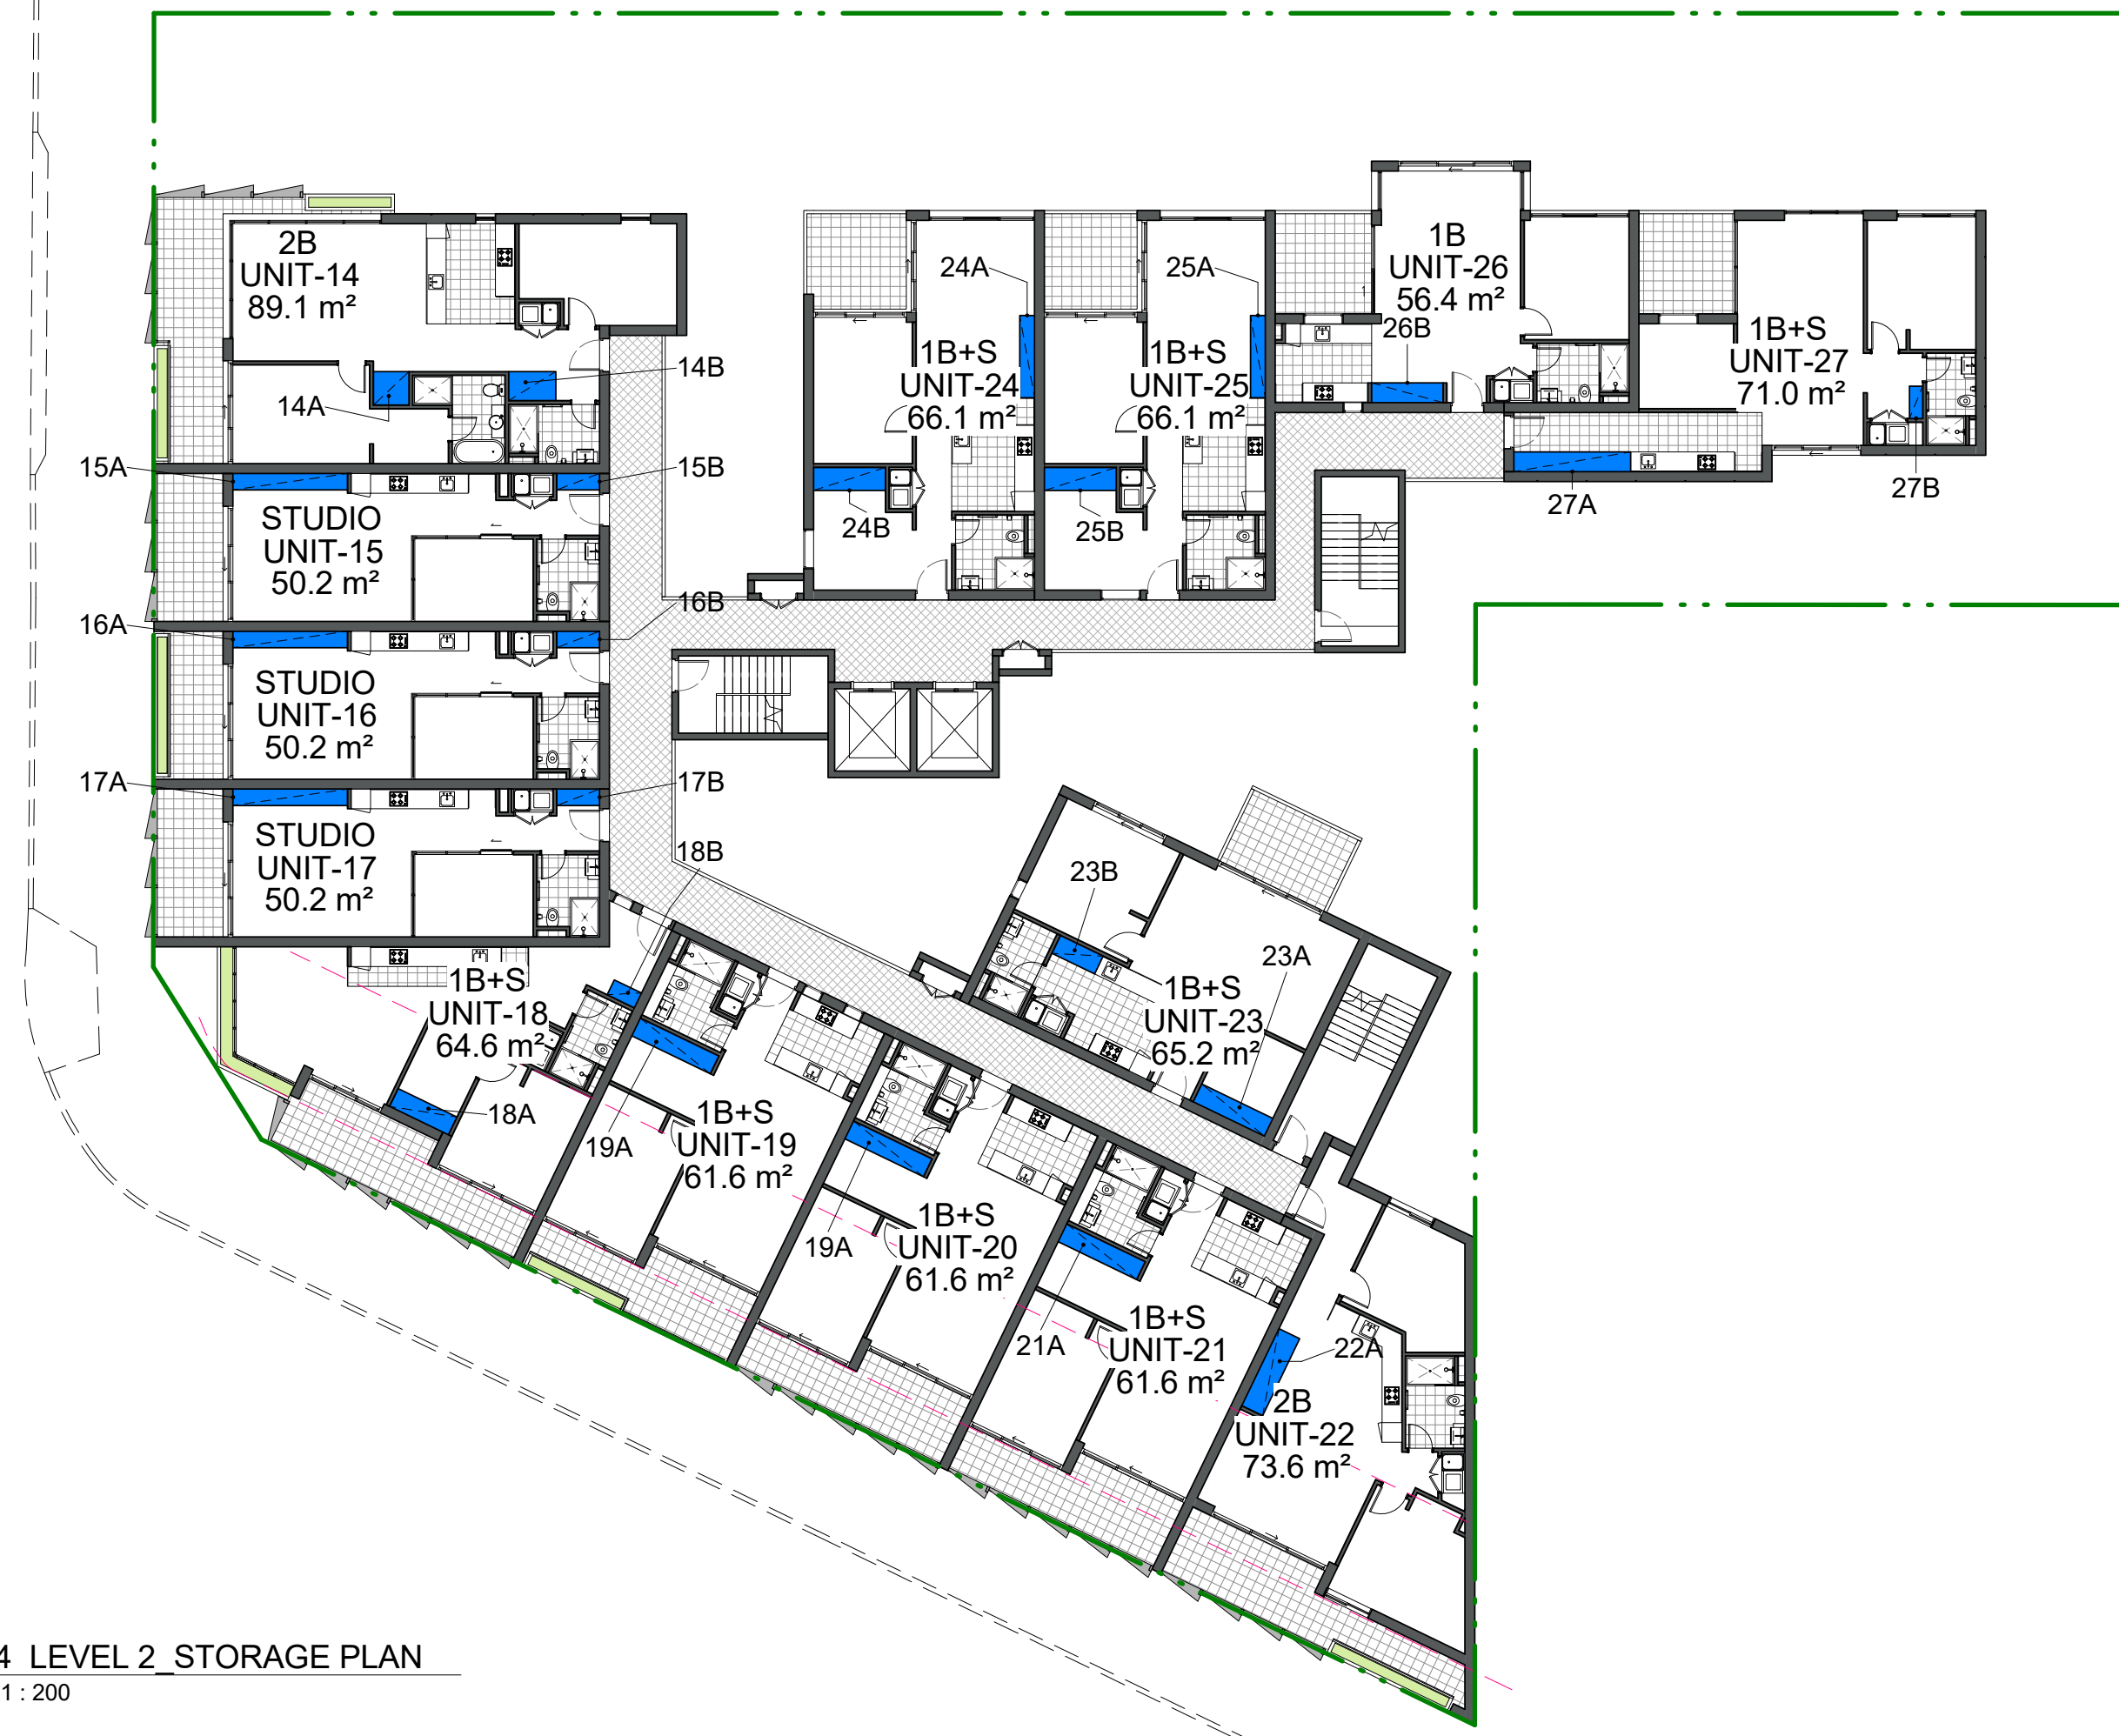 2B
UNIT-14
89.1 m²
14A
14B
24A
25A
1B
UNIT-26
56.4 m²
26B
1B+S
UNIT-24
66.1 m²
1B+S
UNIT-25
66.1 m²
1B+S
UNIT-27
71.0 m²
15A
15B
24B
25B
27A
27B
STUDIO
UNIT-15
50.2 m²
16A
16B
STUDIO
UNIT-16
50.2 m²
17A
17B
STUDIO
UNIT-17
50.2 m²
18B
23B
23A
1B+S
UNIT-18
64.6 m²
1B+S
UNIT-23
65.2 m²
18A
19A
1B+S
UNIT-19
61.6 m²
19A
1B+S
UNIT-20
61.6 m²
21A
1B+S
UNIT-21
61.6 m²
22A
2B
UNIT-22
73.6 m²
4 LEVEL 2_STORAGE PLAN
1 : 200